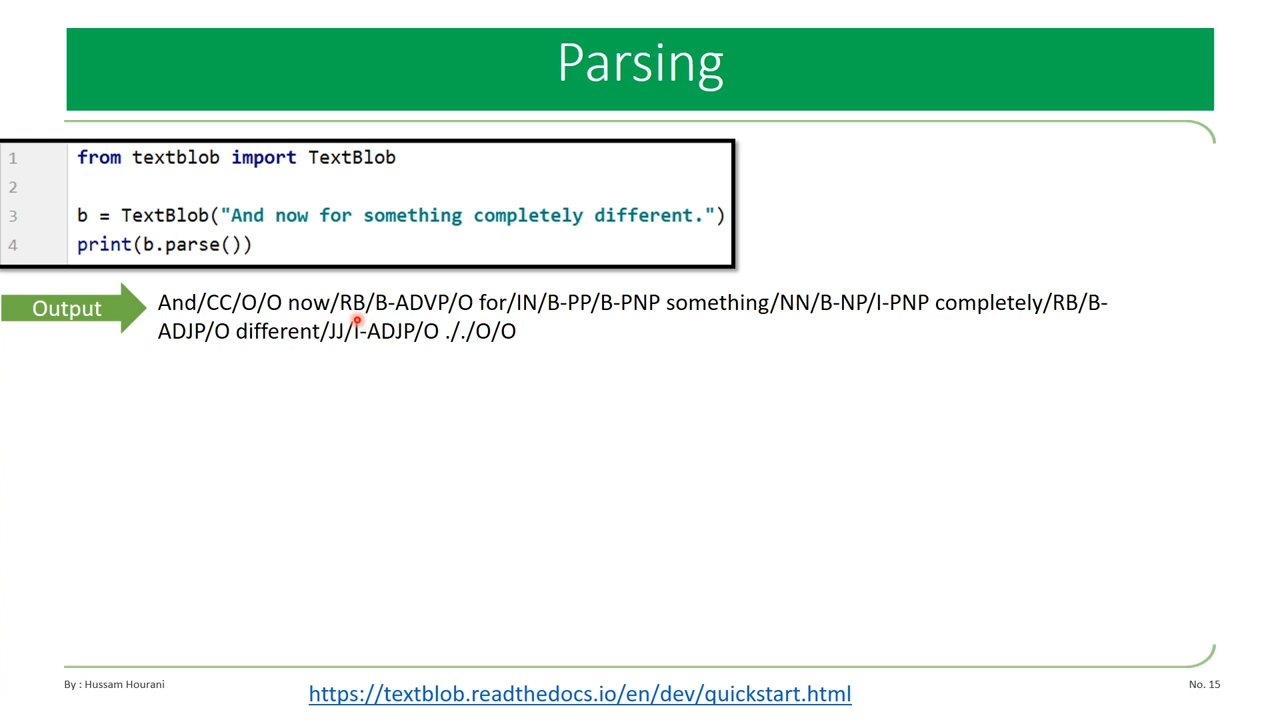 Parsing
1 from textblob import TextBlob
2
3 b = TextBlob("And now for something completely different.")
4 print(b.parse())
Output
And/CC/O/O now/RB/B-ADVP/O for/IN/B-PP/B-PNP something/NN/B-NP/I-PNP completely/RB/B-
ADJP/O different/JJ/I-ADJP/O ././O/O
By : Hussam Hourani
https://textblob.readthedocs.io/en/dev/quickstart.html
No. 15